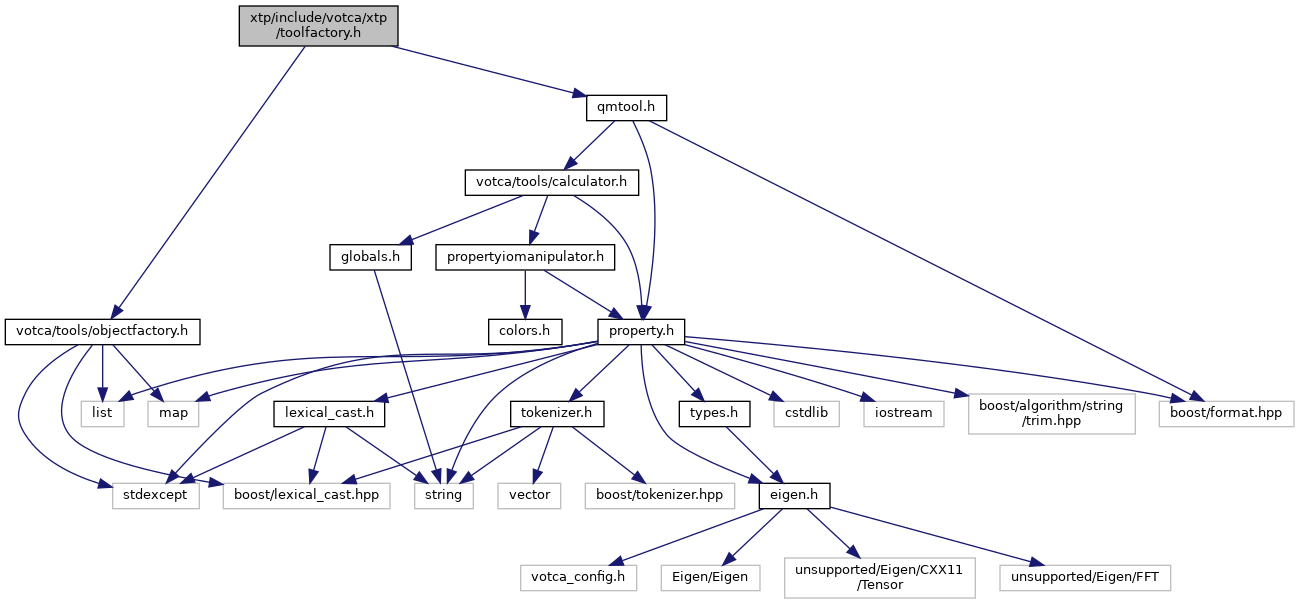 xtp/include/votca/xtp
/toolfactory.h
qmtool.h
votca/tools/calculator.h
globals.h
propertyiomanipulator.h
votca/tools/objectfactory.h
colors.h
property.h
list
map
lexical_cast.h
tokenizer.h
types.h
cstdlib
iostream
boost/algorithm/string
/trim.hpp
boost/format.hpp
stdexcept
boost/lexical_cast.hpp
string
vector
boost/tokenizer.hpp
eigen.h
votca_config.h
Eigen/Eigen
unsupported/Eigen/CXX11
/Tensor
unsupported/Eigen/FFT